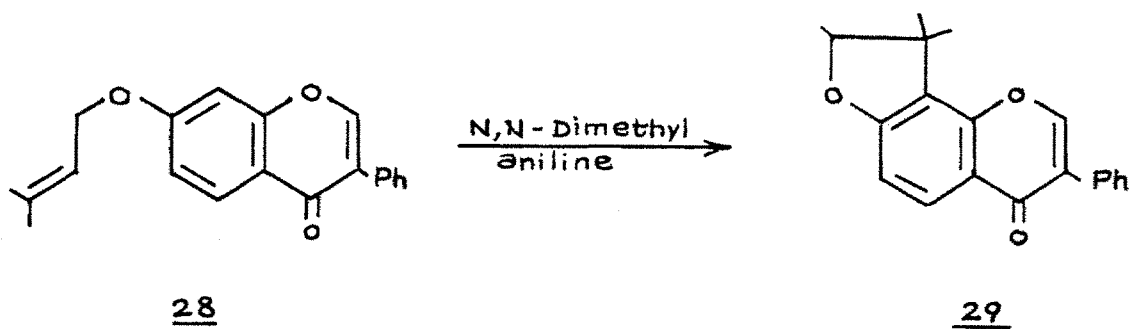 O
O
Ph
O
N,N-Dimethyl
aniline
O
O
Ph
O
28
29